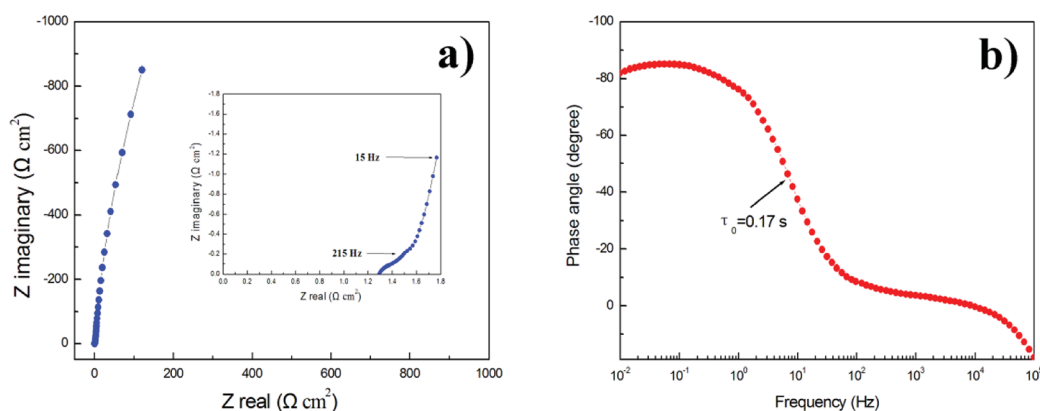 a)
-1000
-800
-600
-400
-200
0
Z imaginary (Ω cm²)
0 200 400 600 800 1000
Z real (Ω cm²)
-1.8
-1.6
-1.4
-1.2
-1.0
-0.8
-0.6
-0.4
-0.2
0.0
Z imaginary (Ω cm²)
15 Hz
215 Hz
0.0 0.2 0.4 0.6 0.8 1.0 1.2 1.4 1.6 1.8
Z real (Ω cm²)
b)
-100
-80
-60
-40
-20
0
Phase angle (degree)
τ₀=0.17 s
10⁻² 10⁻¹ 10⁰ 10¹ 10² 10³ 10⁴ 10⁵
Frequency (Hz)